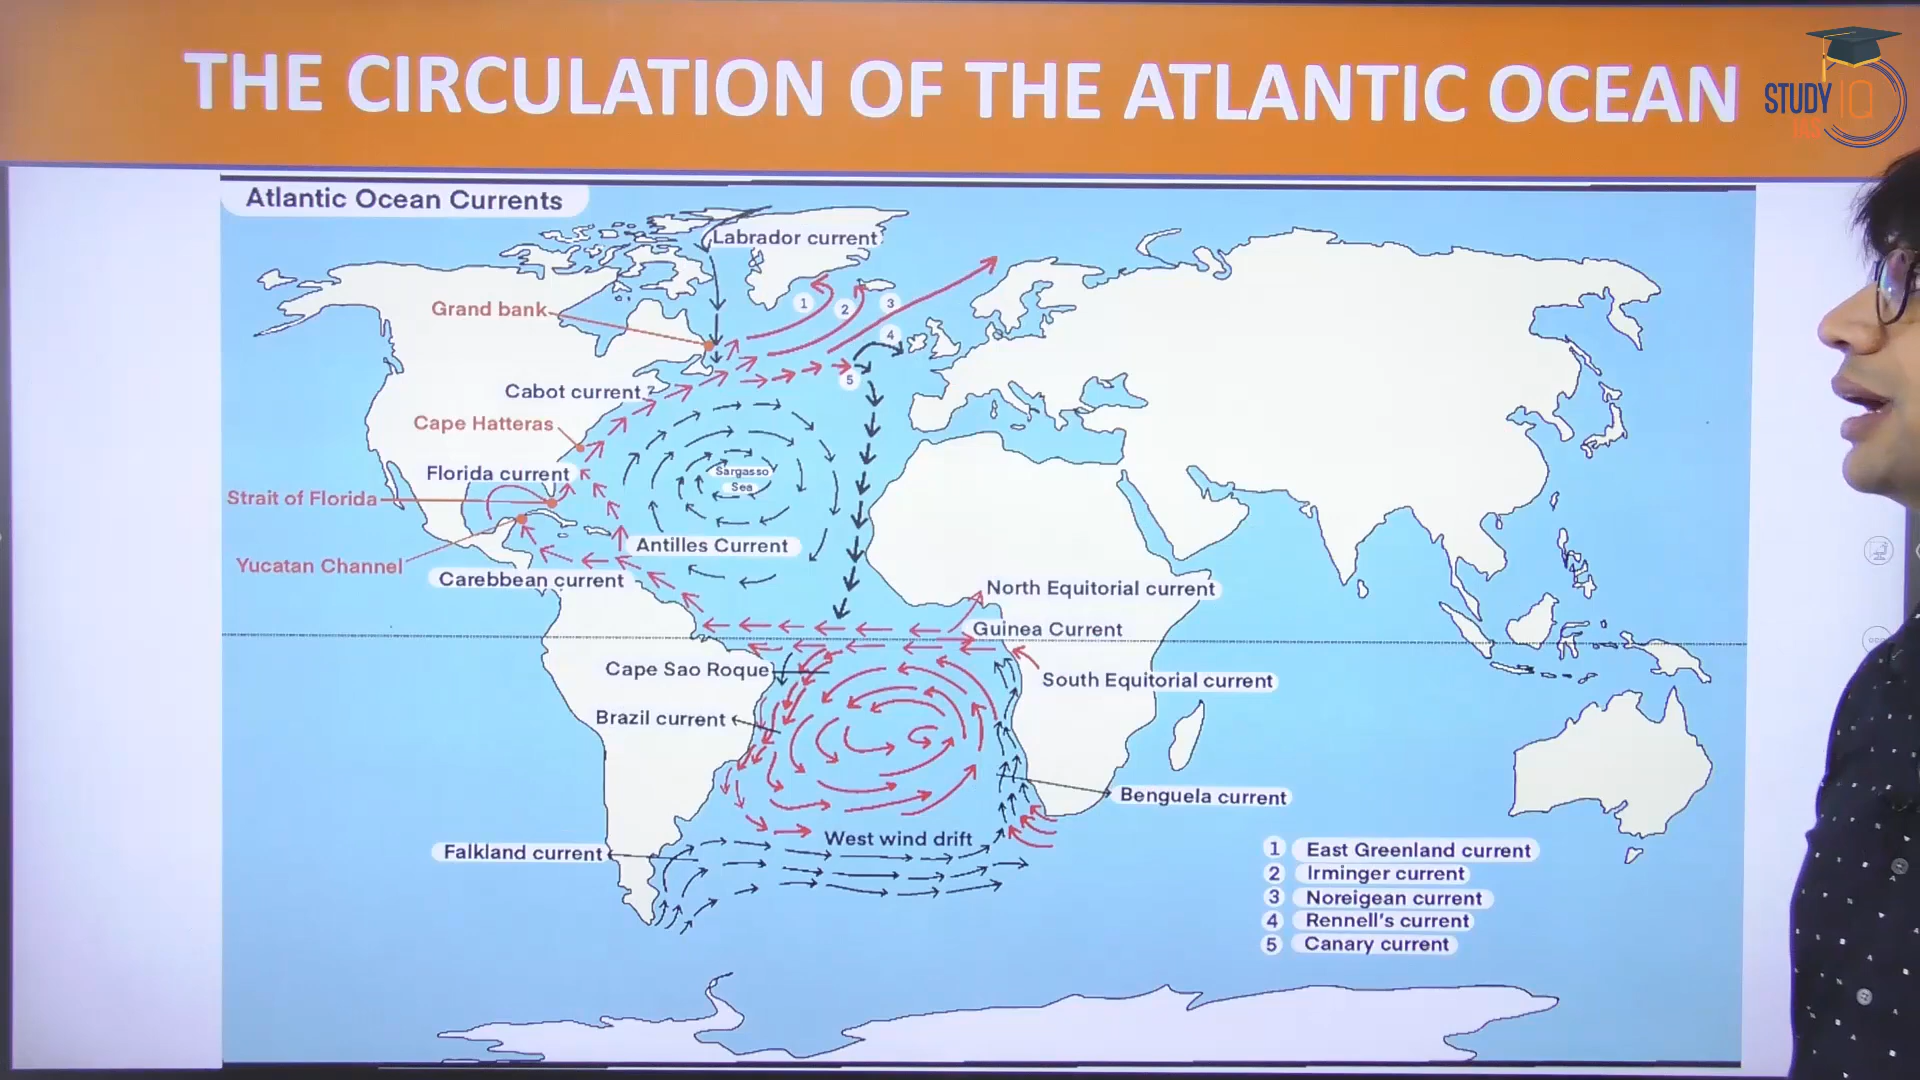 THE CIRCULATION OF THE ATLANTIC OCEAN
STUDY IQ
IAS
Atlantic Ocean Currents
Labrador current
Grand bank
1
2
3
4
5
Cabot current
Cape Hatteras
Florida current
Sargasso
Sea
Strait of Florida
Antilles Current
Yucatan Channel
Carebbean current
North Equitorial current
Guinea Current
Cape Sao Roque
South Equitorial current
Brazil current
Benguela current
West wind drift
Falkland current
1 East Greenland current
2 Irminger current
3 Noreigean current
4 Rennell's current
5 Canary current